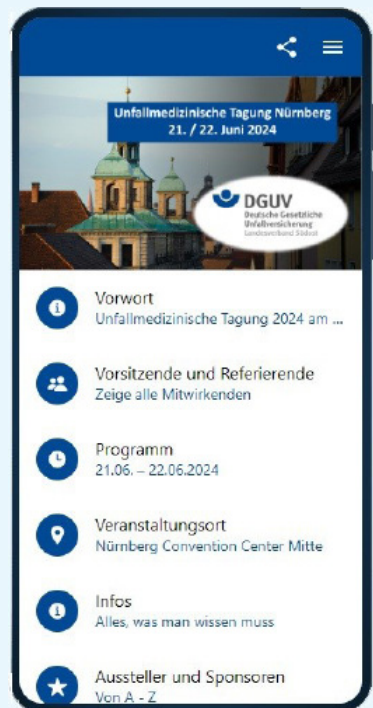 Unfallmedizinische Tagung Nürnberg
21. / 22. Juni 2024
DGUV
Deutsche Gesetzliche
Unfallversicherung
Landesverband Südost
Vorwort
Unfallmedizinische Tagung 2024 am ...
Vorsitzende und Referierende
Zeige alle Mitwirkenden
Programm
21.06. – 22.06.2024
Veranstaltungsort
Nürnberg Convention Center Mitte
Infos
Alles, was man wissen muss
Aussteller und Sponsoren
Von A - Z